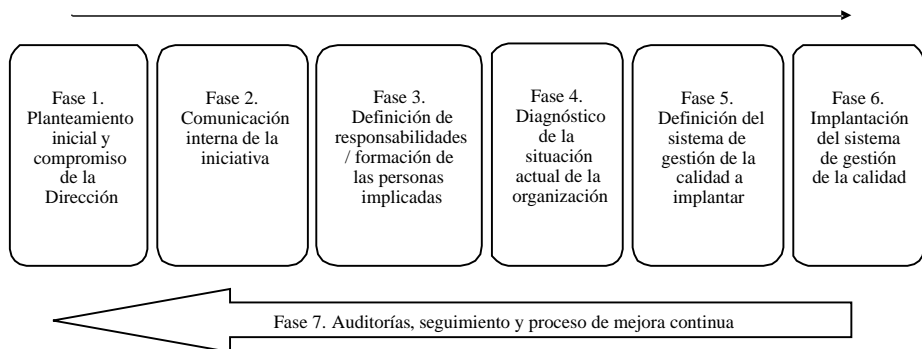 Fase 1.
Planteamiento
inicial y
compromiso
de la
Dirección
Fase 2.
Comunicación
interna de la
iniciativa
Fase 3.
Definición de
responsabilidades
/ formación de
las personas
implicadas
Fase 4.
Diagnóstico
de la
situación
actual de la
organización
Fase 5.
Definición del
sistema de
gestión de la
calidad a
implantar
Fase 6.
Implantación
del sistema
de gestión
de la calidad
Fase 7. Auditorías, seguimiento y proceso de mejora continua